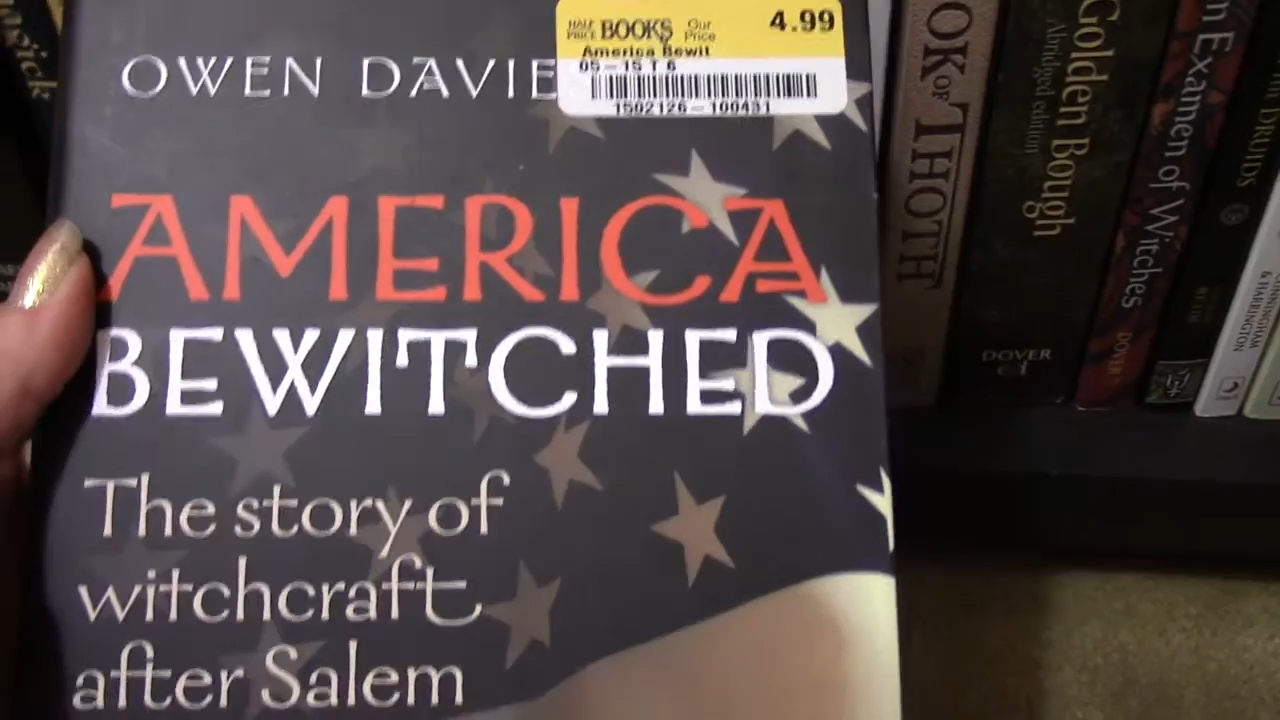 OWEN DAVIE
HALF PRICE BOOKS Our Price 4.99
America Bewit
1502126-100431
AMERICA
BEWITCHED
The story of
witchcraft
after Salem
OK OF THOTH
Golden Bough
Abridged edition
DOVER
n Examen of Witches
DOVER
DRUIDS
& HARRINGTON